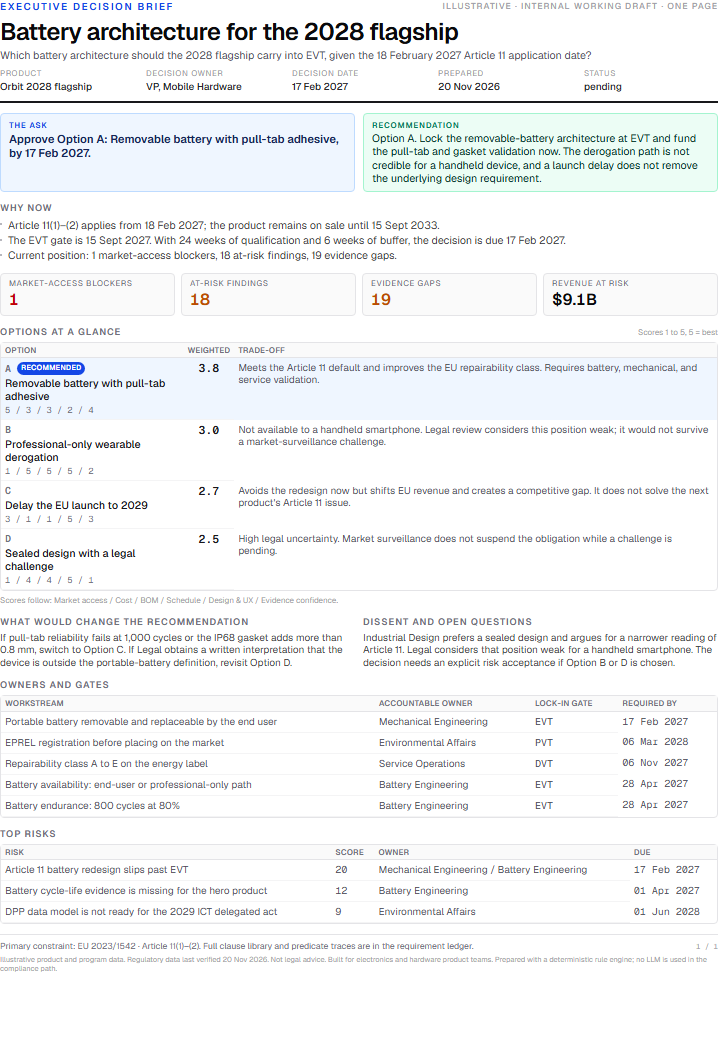 EXECUTIVE DECISION BRIEF
ILLUSTRATIVE · INTERNAL WORKING DRAFT · ONE PAGE
Battery architecture for the 2028 flagship
Which battery architecture should the 2028 flagship carry into EVT, given the 18 February 2027 Article 11 application date?
PRODUCT
Orbit 2028 flagship
DECISION OWNER
VP, Mobile Hardware
DECISION DATE
17 Feb 2027
PREPARED
20 Nov 2026
STATUS
pending
THE ASK
Approve Option A: Removable battery with pull-tab adhesive,
by 17 Feb 2027.
RECOMMENDATION
Option A. Lock the removable-battery architecture at EVT and fund
the pull-tab and gasket validation now. The derogation path is not
credible for a handheld device, and a launch delay does not remove
the underlying design requirement.
WHY NOW
Article 11(1)–(2) applies from 18 Feb 2027; the product remains on sale until 15 Sept 2033.
The EVT gate is 15 Sept 2027. With 24 weeks of qualification and 6 weeks of buffer, the decision is due 17 Feb 2027.
Current position: 1 market-access blockers, 18 at-risk findings, 19 evidence gaps.
MARKET-ACCESS BLOCKERS
1
AT-RISK FINDINGS
18
EVIDENCE GAPS
19
REVENUE AT RISK
$9.1B
OPTIONS AT A GLANCE
Scores 1 to 5, 5 = best
OPTION WEIGHTED TRADE-OFF
A RECOMMENDED
Removable battery with pull-tab
adhesive
5 / 3 / 3 / 2 / 4
3.8
Meets the Article 11 default and improves the EU repairability class. Requires battery, mechanical, and
service validation.
B
Professional-only wearable
derogation
1 / 5 / 5 / 5 / 2
3.0
Not available to a handheld smartphone. Legal review considers this position weak; it would not survive
a market-surveillance challenge.
C
Delay the EU launch to 2029
3 / 1 / 1 / 5 / 3
2.7
Avoids the redesign now but shifts EU revenue and creates a competitive gap. It does not solve the next
product's Article 11 issue.
D
Sealed design with a legal
challenge
1 / 4 / 4 / 5 / 1
2.5
High legal uncertainty. Market surveillance does not suspend the obligation while a challenge is
pending.
Scores follow: Market access / Cost / BOM / Schedule / Design & UX / Evidence confidence.
WHAT WOULD CHANGE THE RECOMMENDATION
If pull-tab reliability fails at 1,000 cycles or the IP68 gasket adds more than
0.8 mm, switch to Option C. If Legal obtains a written interpretation that the
device is outside the portable-battery definition, revisit Option D.
DISSENT AND OPEN QUESTIONS
Industrial Design prefers a sealed design and argues for a narrower reading of
Article 11. Legal considers that position weak for a handheld smartphone. The
decision needs an explicit risk acceptance if Option B or D is chosen.
OWNERS AND GATES
WORKSTREAM ACCOUNTABLE OWNER LOCK-IN GATE REQUIRED BY
Portable battery removable and replaceable by the end user Mechanical Engineering EVT 17 Feb 2027
EPREL registration before placing on the market Environmental Affairs PVT 06 Mar 2028
Repairability class A to E on the energy label Service Operations DVT 06 Nov 2027
Battery availability: end-user or professional-only path Battery Engineering EVT 28 Apr 2027
Battery endurance: 800 cycles at 80% Battery Engineering EVT 28 Apr 2027
TOP RISKS
RISK SCORE OWNER DUE
Article 11 battery redesign slips past EVT 20 Mechanical Engineering / Battery Engineering 17 Feb 2027
Battery cycle-life evidence is missing for the hero product 12 Battery Engineering 01 Apr 2027
DPP data model is not ready for the 2029 ICT delegated act 9 Environmental Affairs 01 Jun 2028
Primary constraint: EU 2023/1542 · Article 11(1)–(2). Full clause library and predicate traces are in the requirement ledger.
1 / 1
Illustrative product and program data. Regulatory data last verified 20 Nov 2026. Not legal advice. Built for electronics and hardware product teams. Prepared with a deterministic rule engine; no LLM is used in the
compliance path.